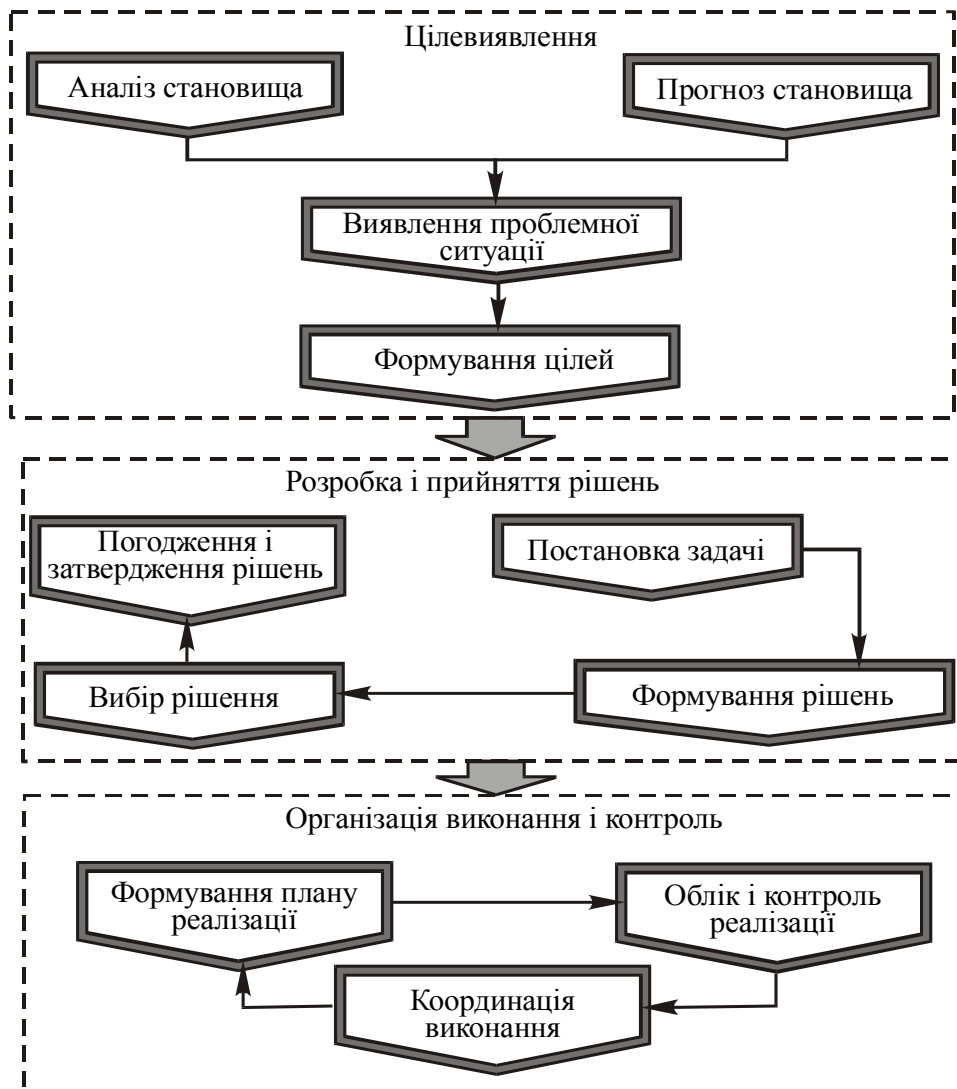 Цілевиявлення
Аналіз становища
Прогноз становища
Виявлення проблемної
ситуації
Формування цілей
Розробка і прийняття рішень
Погодження і
затвердження рішень
Постановка задачі
Вибір рішення
Формування рішень
Організація виконання і контроль
Формування плану
реалізації
Облік і контроль
реалізації
Координація
виконання